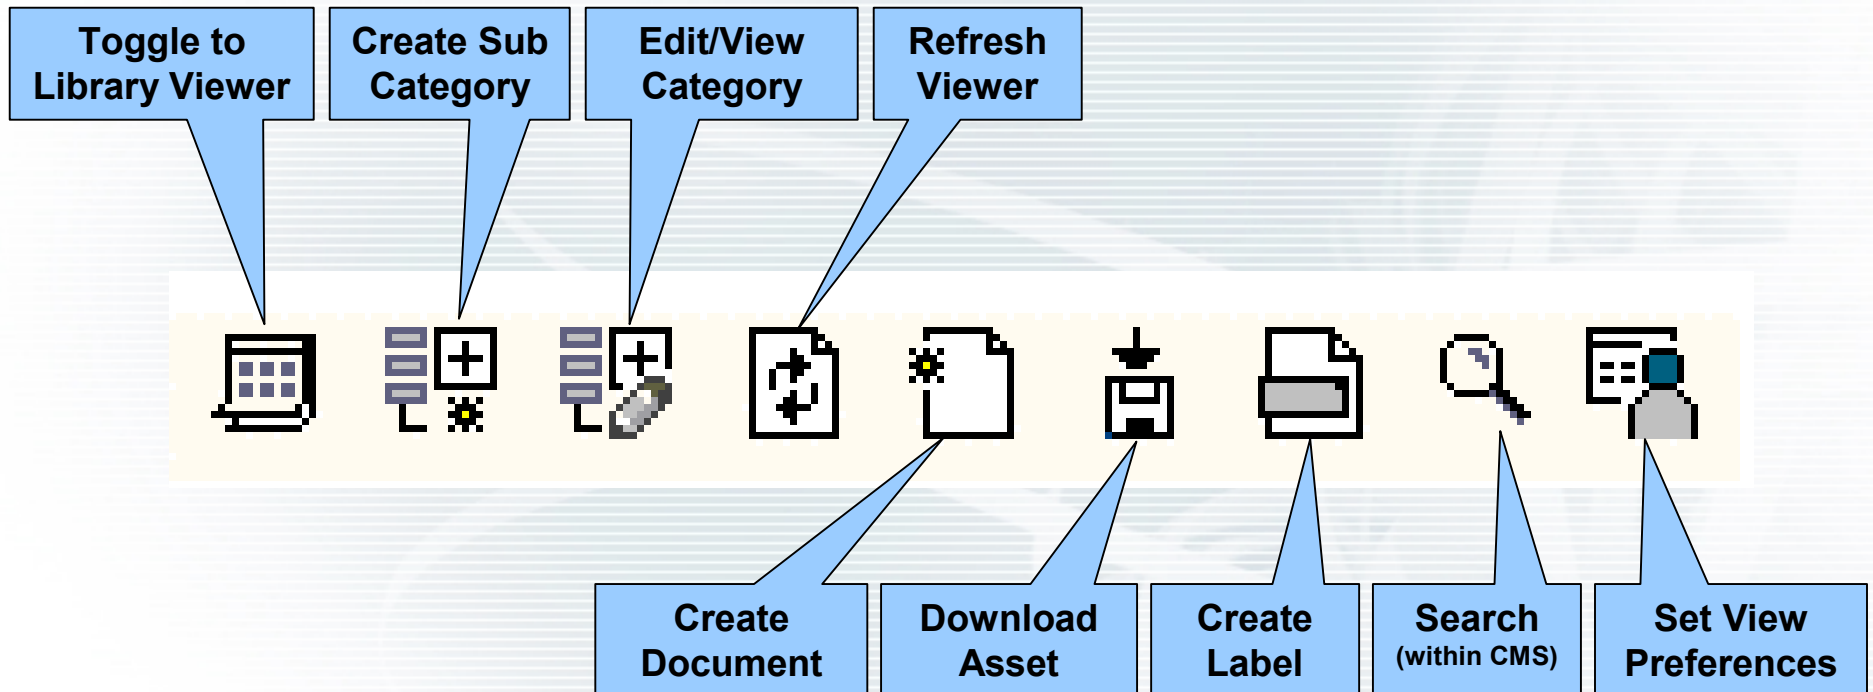 Toggle to
Library Viewer
Create Sub
Category
Edit/View
Category
Refresh
Viewer
Create
Document
Download
Asset
Create
Label
Search
(within CMS)
Set View
Preferences